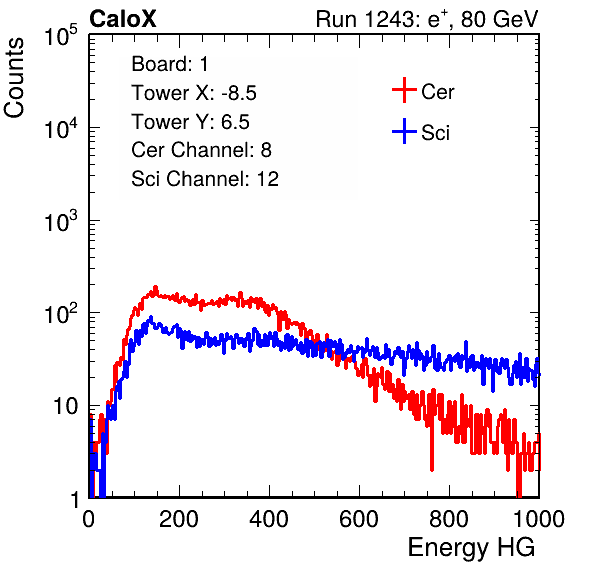 CaloX Run 1243: e⁺, 80 GeV
Counts
10⁵
10⁴
10³
10²
10
1
Board: 1
Tower X: -8.5
Tower Y: 6.5
Cer Channel: 8
Sci Channel: 12
Cer
Sci
0 200 400 600 800 1000
Energy HG